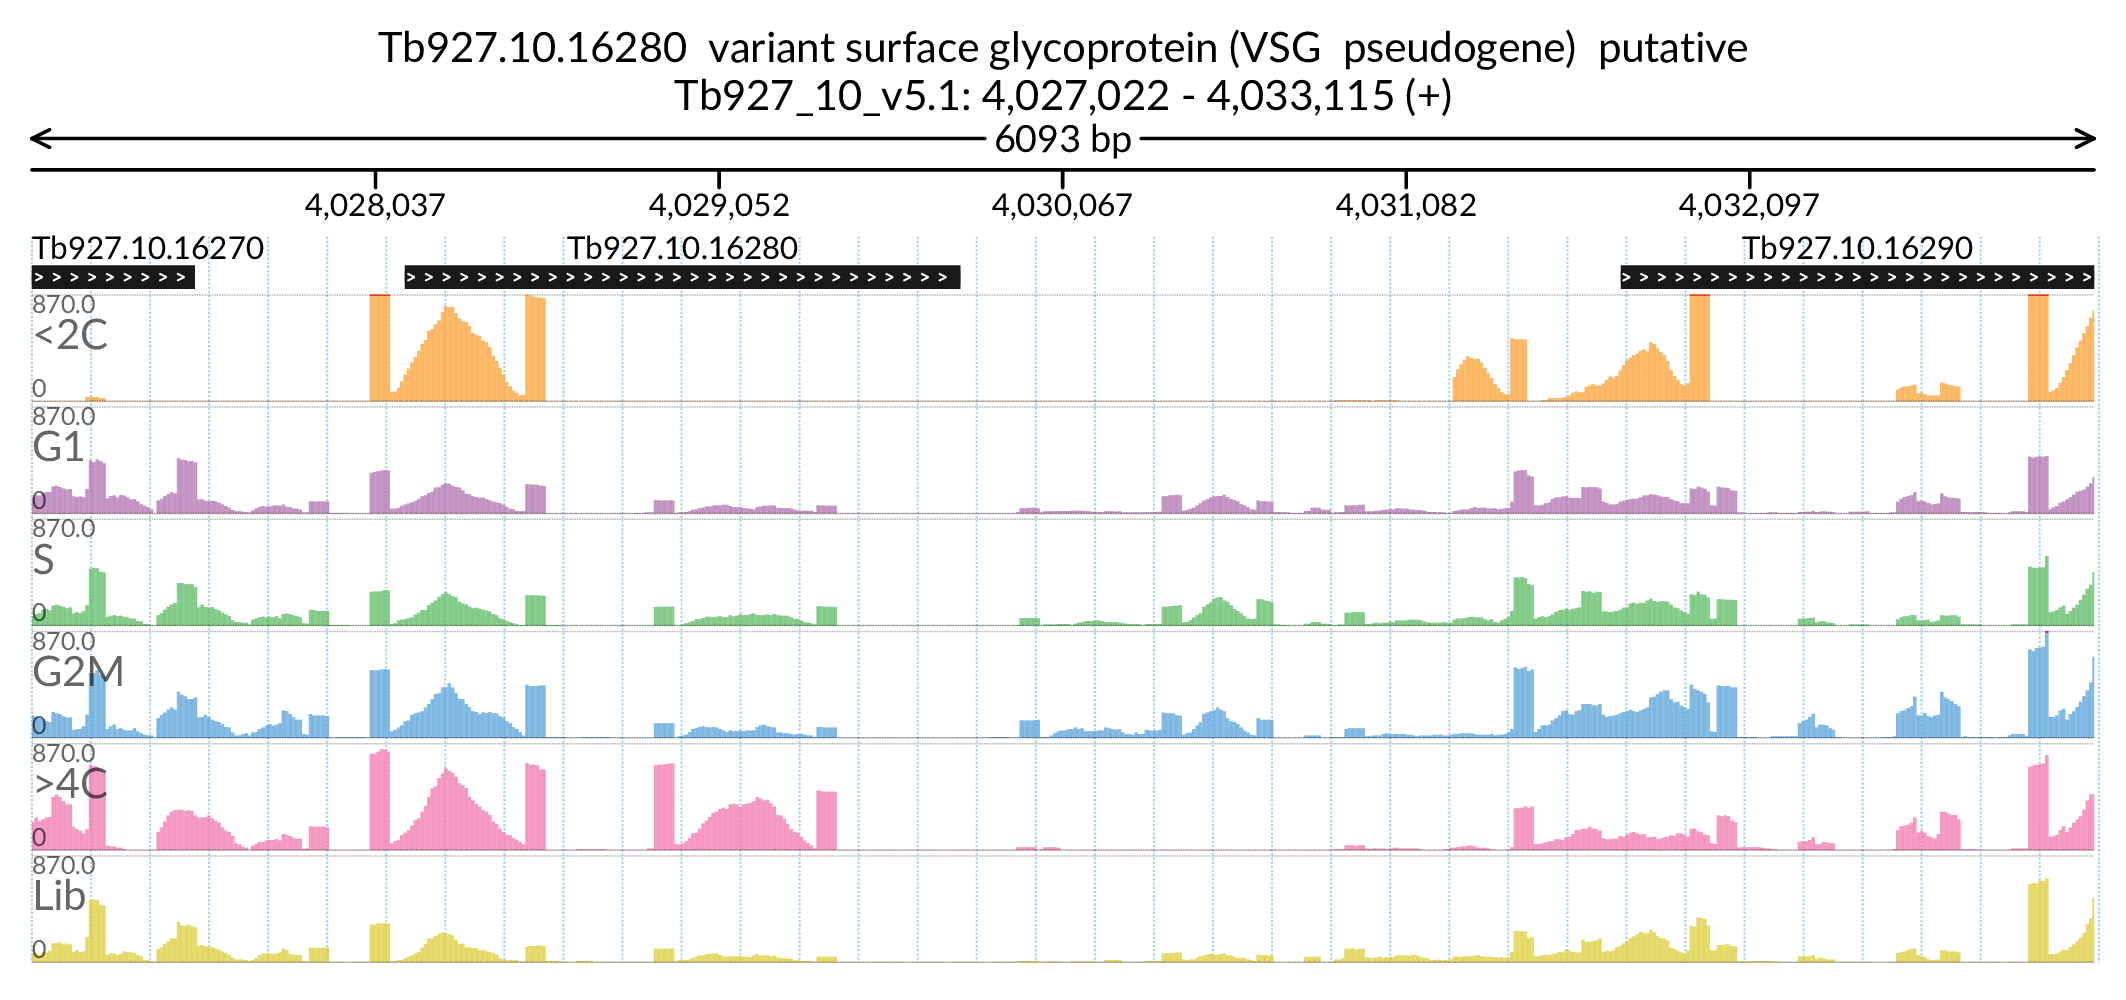 Tb927.10.16280  variant surface glycoprotein (VSG  pseudogene)  putative
Tb927_10_v5.1: 4,027,022 - 4,033,115 (+)
6093 bp
4,028,037 4,029,052 4,030,067 4,031,082 4,032,097
Tb927.10.16270 Tb927.10.16280 Tb927.10.16290
870.0
<2C
0
870.0
G1
0
870.0
S
0
870.0
G2M
0
870.0
>4C
0
870.0
Lib
0